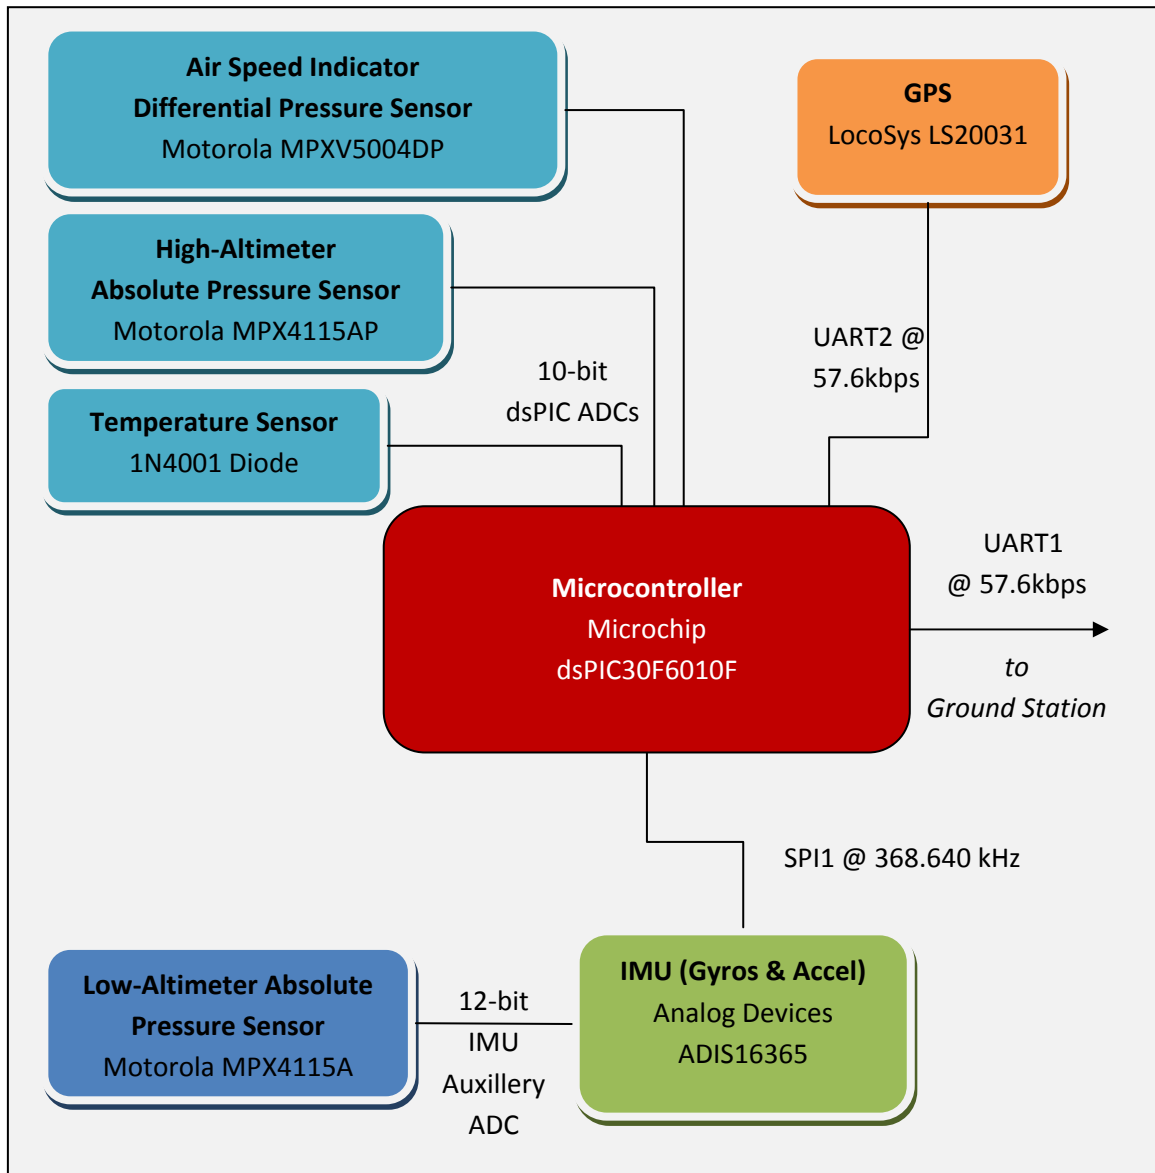 Air Speed Indicator
Differential Pressure Sensor
Motorola MPXV5004DP
GPS
LocoSys LS20031
High-Altimeter
Absolute Pressure Sensor
Motorola MPX4115AP
UART2 @
57.6kbps
10-bit
dsPIC ADCs
Temperature Sensor
1N4001 Diode
Microcontroller
Microchip
dsPIC30F6010F
UART1
@ 57.6kbps
to
Ground Station
SPI1 @ 368.640 kHz
Low-Altimeter Absolute
Pressure Sensor
Motorola MPX4115A
12-bit
IMU
Auxillery
ADC
IMU (Gyros & Accel)
Analog Devices
ADIS16365